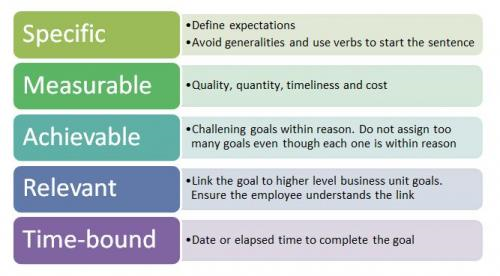 Specific
•Define expectations
•Avoid generalities and use verbs to start the sentence
Measurable
•Quality, quantity, timeliness and cost
Achievable
•Challening goals within reason. Do not assign too
many goals even though each one is within reason
Relevant
•Link the goal to higher level business unit goals.
Ensure the employee understands the link
Time-bound
•Date or elapsed time to complete the goal